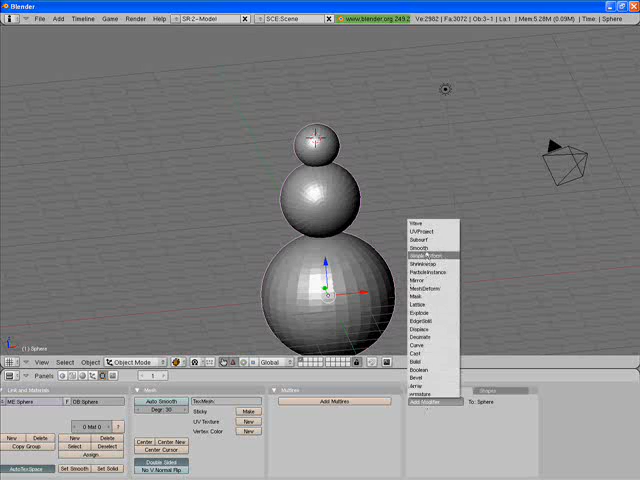 Blender
File Add Timeline Game Render Help SR:2-Model SCE:Scene www.blender.org 249.2 Ve:2982 | Fa:3072 | Ob:3-1 | La:1 | Mem:5.28M (0.09M) | Time: | Sphere
Wave
UVProject
Subsurf
Smooth
Shrinkwrap
ParticleInstance
Mirror
MeshDeform
Mask
Lattice
Explode
EdgeSplit
Displace
Decimate
Curve
Cast
Build
Boolean
Bevel
Array
Armature
(1) Sphere
View Select Object Object Mode Global
Panels 1
Link and Materials Mesh Multires Shapes
ME:Sphere F OB:Sphere Auto Smooth TexMesh: Add Multires Add Modifier To: Sphere
Degr: 30 Sticky Make
0 Mat 0 ? UV Texture New
New Delete New Delete Vertex Color New
Copy Group Select Deselect Center Center New
Assign Center Cursor
AutoTexSpace Set Smooth Set Solid Double Sided
No V.Normal Flip